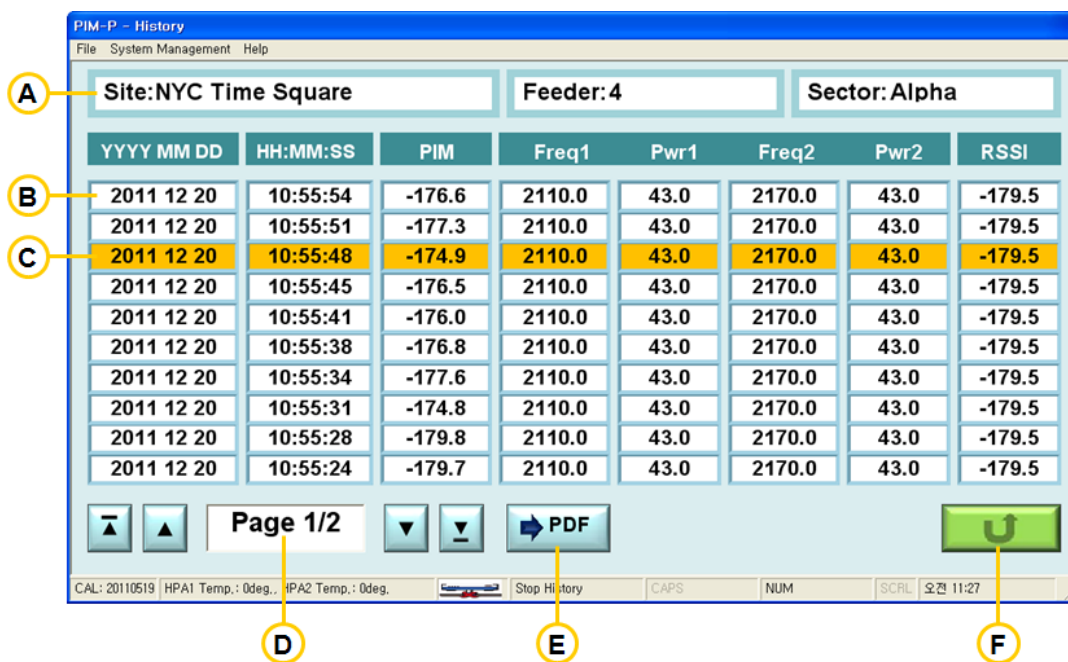 PIM-P - History
File System Management Help
A
Site:NYC Time Square Feeder:4 Sector:Alpha
YYYY MM DD HH:MM:SS PIM Freq1 Pwr1 Freq2 Pwr2 RSSI
B
2011 12 20 10:55:54 -176.6 2110.0 43.0 2170.0 43.0 -179.5
2011 12 20 10:55:51 -177.3 2110.0 43.0 2170.0 43.0 -179.5
C
2011 12 20 10:55:48 -174.9 2110.0 43.0 2170.0 43.0 -179.5
2011 12 20 10:55:45 -176.5 2110.0 43.0 2170.0 43.0 -179.5
2011 12 20 10:55:41 -176.0 2110.0 43.0 2170.0 43.0 -179.5
2011 12 20 10:55:38 -176.8 2110.0 43.0 2170.0 43.0 -179.5
2011 12 20 10:55:34 -177.6 2110.0 43.0 2170.0 43.0 -179.5
2011 12 20 10:55:31 -174.8 2110.0 43.0 2170.0 43.0 -179.5
2011 12 20 10:55:28 -179.8 2110.0 43.0 2170.0 43.0 -179.5
2011 12 20 10:55:24 -179.7 2110.0 43.0 2170.0 43.0 -179.5
Page 1/2 PDF
CAL: 20110519 HPA1 Temp.: 0deg., HPA2 Temp.: 0deg, Stop History CAPS NUM SCRL 오전 11:27
D E F